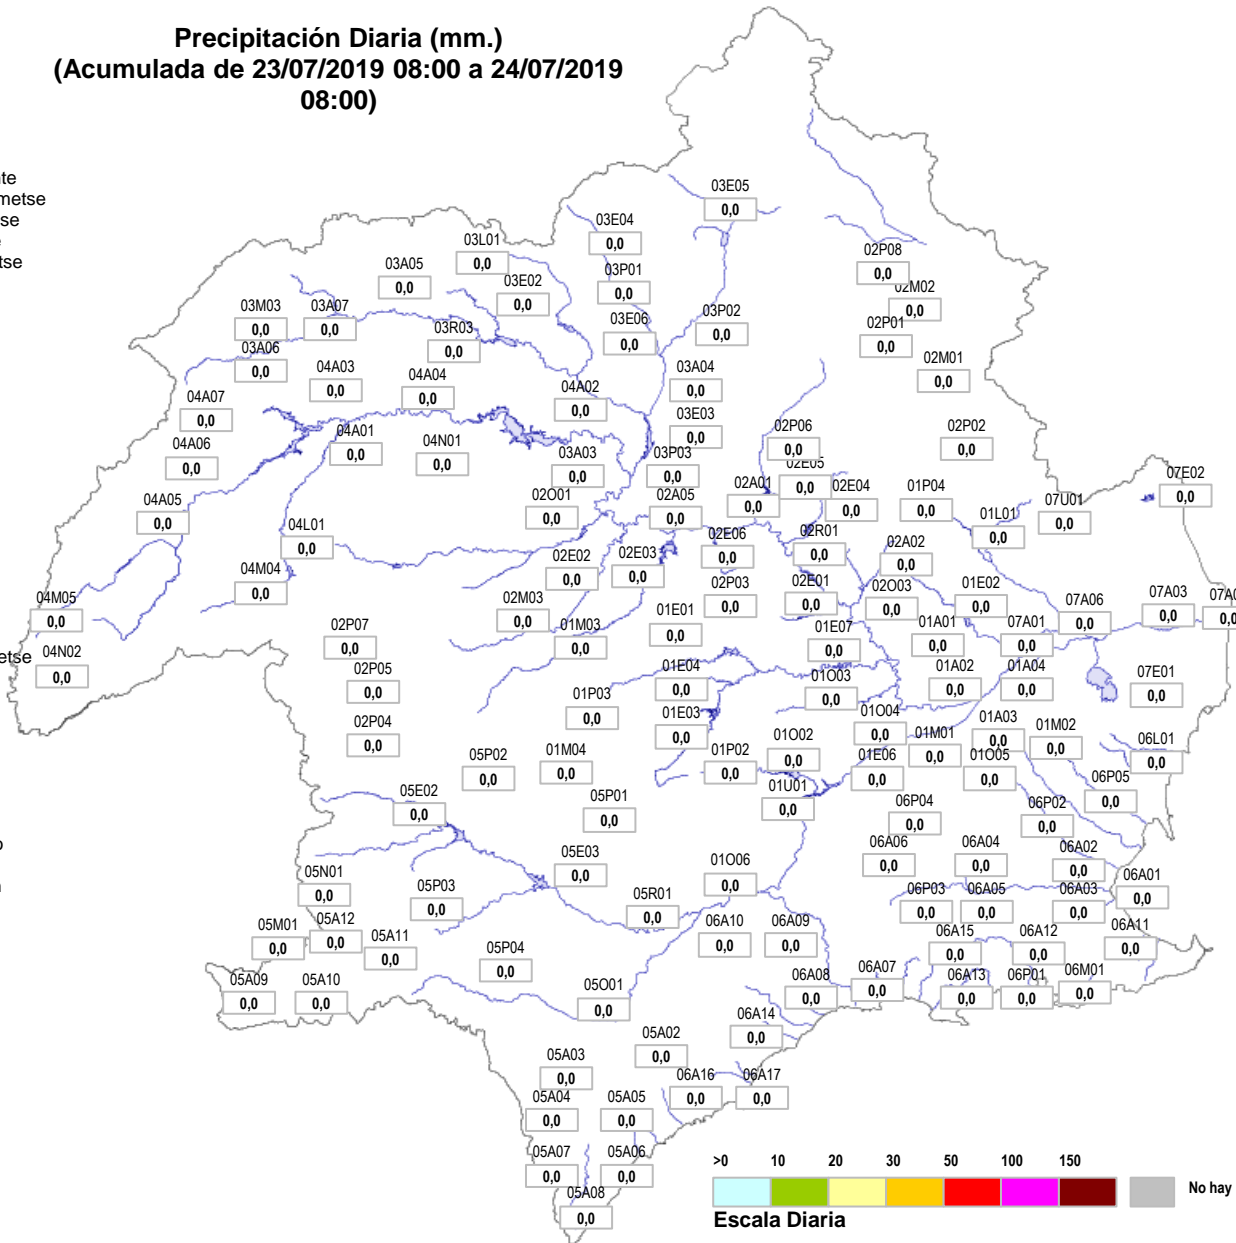 Precipitación Diaria (mm.)
(Acumulada de 23/07/2019 08:00 a 24/07/2019
08:00)
03E05
0,0
03E04
0,0
03L01
0,0
02P08
0,0
03A05
0,0
03P01
0,0
03E02
0,0
02M02
0,0
03M03
0,0
03A07
0,0
03R03
0,0
03E06
0,0
03P02
0,0
02P01
0,0
03A06
0,0
04A03
0,0
04A04
0,0
03A04
0,0
02M01
0,0
04A07
0,0
04A02
0,0
03E03
0,0
04A01
0,0
04N01
0,0
02P06
0,0
02P02
0,0
04A06
0,0
03A03
0,0
03P03
0,0
02E05
0,0
07E02
0,0
04A05
0,0
02O01
0,0
02A05
0,0
02A01
0,0
02E04
0,0
01P04
0,0
07U01
0,0
01L01
0,0
04L01
0,0
02E06
0,0
02R01
0,0
02A02
0,0
02E02
0,0
02E03
0,0
04M04
0,0
04M05
0,0
02M03
0,0
02P03
0,0
02E01
0,0
02O03
0,0
01E02
0,0
07A06
0,0
07A03
0,0
07A0
0,0
01E01
0,0
02P07
0,0
01M03
0,0
01E07
0,0
01A01
0,0
07A01
0,0
etse
04N02
0,0
02P05
0,0
01E04
0,0
01O03
0,0
01A02
0,0
01A04
0,0
07E01
0,0
01P03
0,0
01E03
0,0
02P04
0,0
01O04
0,0
01A03
0,0
01M02
0,0
01M01
0,0
06L01
0,0
05P02
0,0
01M04
0,0
01P02
0,0
01O02
0,0
01E06
0,0
01O05
0,0
05E02
0,0
05P01
0,0
01U01
0,0
06P05
0,0
06P04
0,0
06P02
0,0
05E03
0,0
01O06
0,0
06A06
0,0
06A04
0,0
06A02
0,0
05N01
0,0
05P03
0,0
05R01
0,0
06P03
0,0
06A05
0,0
06A03
0,0
06A01
0,0
05M01
0,0
05A12
0,0
05A11
0,0
06A10
0,0
06A09
0,0
06A15
0,0
06A12
0,0
06A11
0,0
05P04
0,0
05A09
0,0
05A10
0,0
05O01
0,0
06A08
0,0
06A07
0,0
06A13
0,0
06P01
0,0
06M01
0,0
06A14
0,0
05A02
0,0
05A03
0,0
06A16
0,0
06A17
0,0
05A04
0,0
05A05
0,0
05A07
0,0
05A06
0,0
05A08
0,0
>0 10 20 30 50 100 150
No hay
Escala Diaria